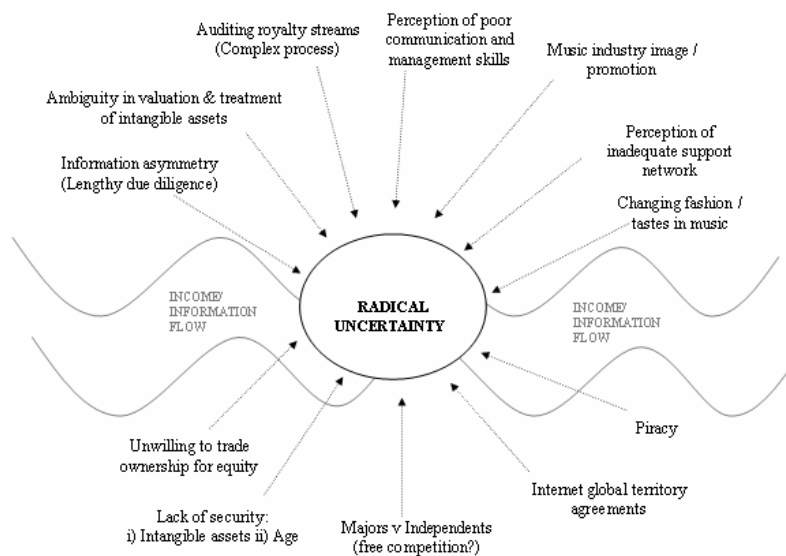 Auditing royalty streams
(Complex process)
Perception of poor
communication and
management skills
Music industry image /
promotion
Ambiguity in valuation & treatment
of intangible assets
Perception of
inadequate support
network
Information asymmetry
(Lengthy due diligence)
Changing fashion /
tastes in music
INCOME/
INFORMATION
FLOW
RADICAL
UNCERTAINTY
INCOME/
INFORMATION
FLOW
Piracy
Unwilling to trade
ownership for equity
Internet global territory
agreements
Lack of security:
i) Intangible assets ii) Age
Majors v Independents
(free competition?)